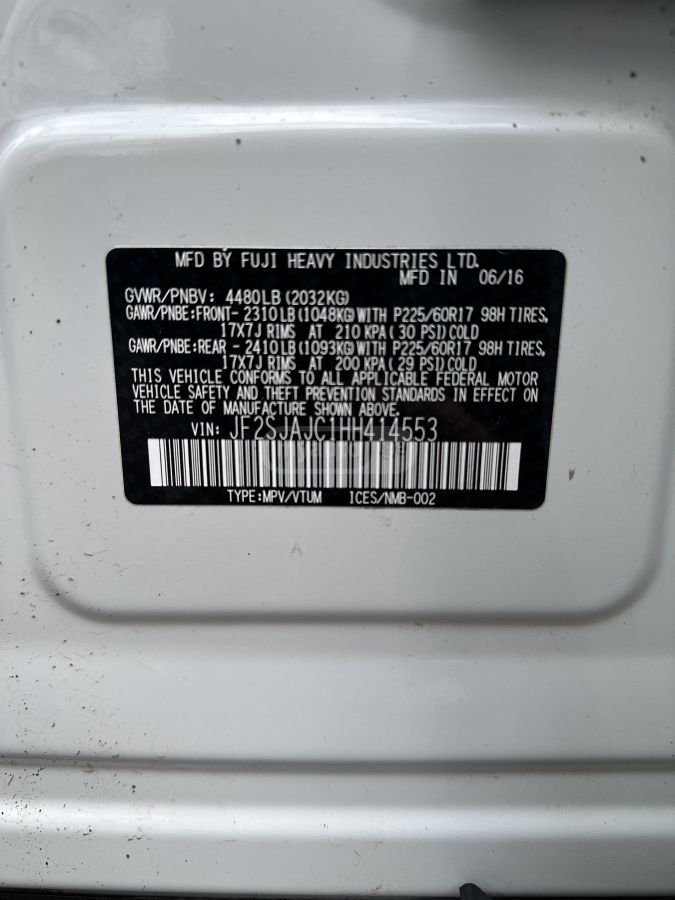 MFD BY FUJI HEAVY INDUSTRIES LTD.
MFD IN 06/16
GVWR/PNBV: 4480LB (2032KG)
GAWR/PNBE:FRONT- 2310LB (1048KG) WITH P225/60R17 98H TIRES,
17X7J RIMS AT 210 KPA ( 30 PSI) COLD
GAWR/PNBE:REAR - 2410LB (1093KG) WITH P225/60R17 98H TIRES,
17X7J RIMS AT 200 KPA ( 29 PSI) COLD
THIS VEHICLE CONFORMS TO ALL APPLICABLE FEDERAL MOTOR
VEHICLE SAFETY AND THEFT PREVENTION STANDARDS IN EFFECT ON
THE DATE OF MANUFACTURE SHOWN ABOVE.
VIN: JF2SJAJC1HH414553
TYPE:MPV/VTUM ICES/NMB-002